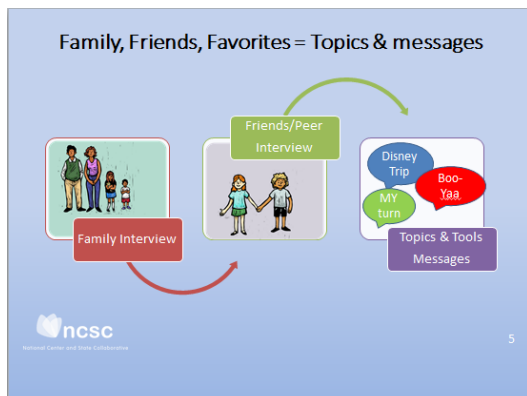 Family, Friends, Favorites = Topics & messages
Friends/Peer
Interview
Family Interview
Disney
Trip
Boo-
Yaa
MY
turn
Topics & Tools
Messages
ncsc
National Center and State Collaborative
5